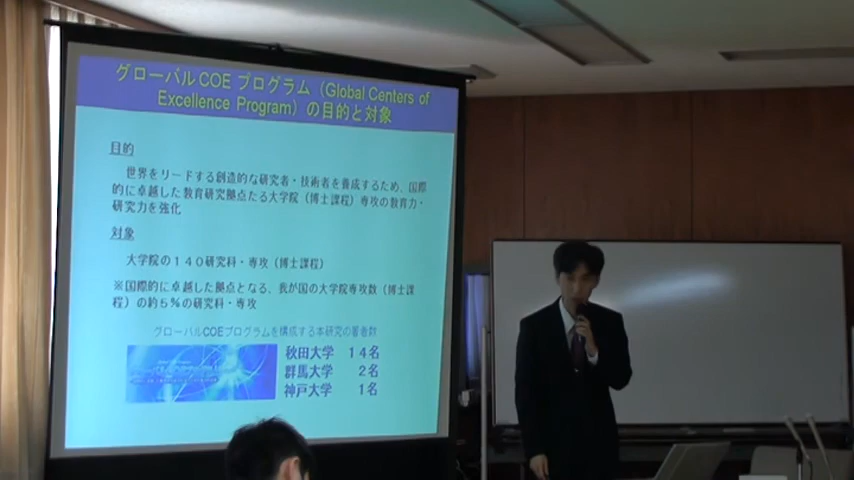 グローバルCOE プログラム（Global Centers of
Excellence Program）の目的と対象
目的
世界をリードする創造的な研究者・技術者を養成するため、国際
的に卓越した教育研究拠点たる大学院（博士課程）専攻の教育力・
研究力を強化
対象
大学院の１４０研究科・専攻（博士課程）
※国際的に卓越した拠点となる、我が国の大学院専攻数（博士課
程）の約５％の研究科・専攻
グローバルCOEプログラムを構成する本研究の著者数
秋田大学　１４名
群馬大学　２名
神戸大学　１名